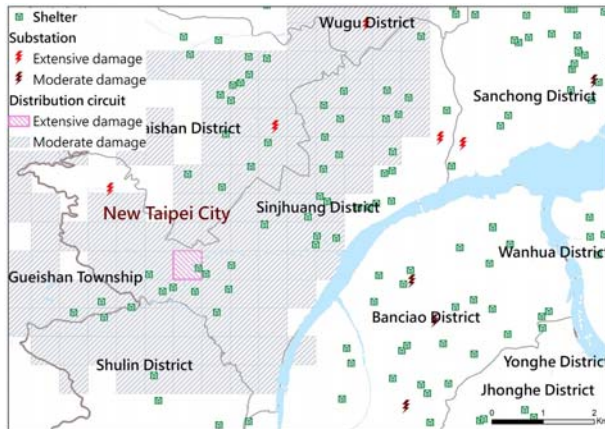 Shelter
Substation
Extensive damage
Moderate damage
Distribution circuit
Extensive damage
Moderate damage
Wugu District
Sanchong District
aishan District
New Taipei City
Sinjhuang District
Wanhua District
Gueishan Township
Banciao District
Shulin District
Yonghe District
Jhonghe District
0 1 2